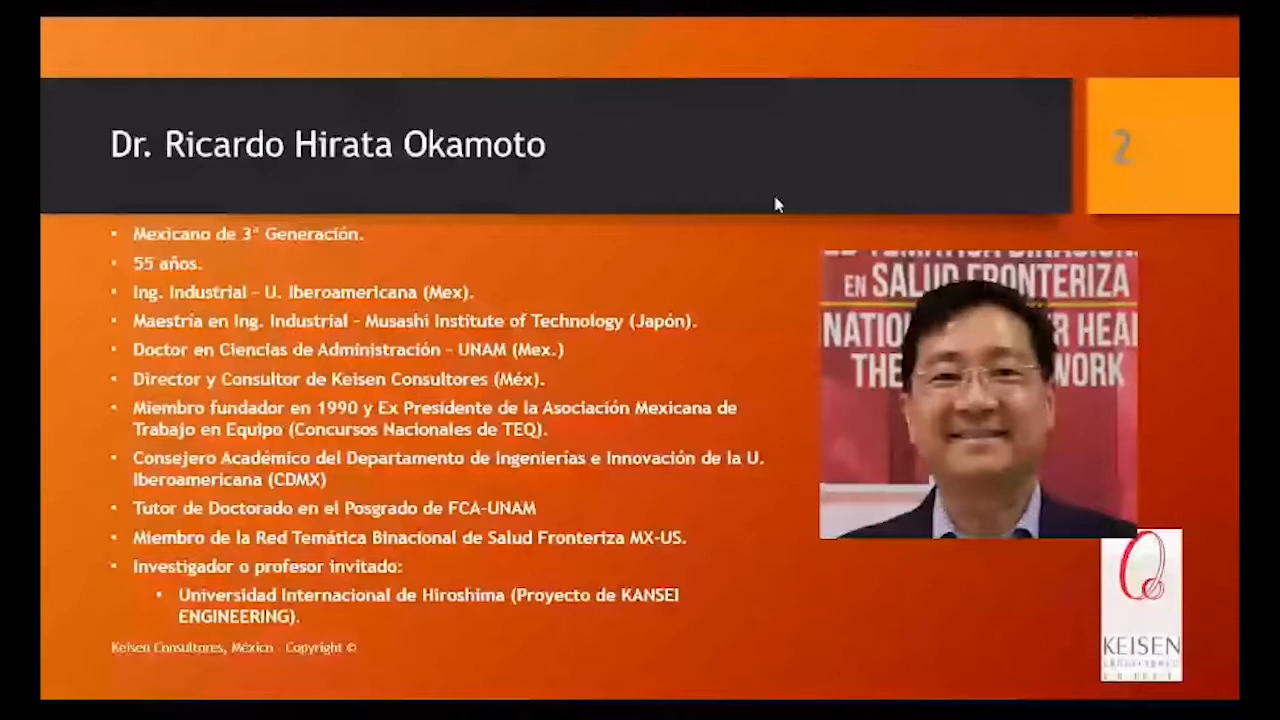 Dr. Ricardo Hirata Okamoto
2
• Mexicano de 3ª Generación.
• 55 años.
• Ing. Industrial – U. Iberoamericana (Mex).
• Maestría en Ing. Industrial – Musashi Institute of Technology (Japón).
• Doctor en Ciencias de Administración – UNAM (Mex.)
• Director y Consultor de Keisen Consultores (Méx).
• Miembro fundador en 1990 y Ex Presidente de la Asociación Mexicana de
Trabajo en Equipo (Concursos Nacionales de TEQ).
• Consejero Académico del Departamento de Ingenierías e Innovación de la U.
Iberoamericana (CDMX)
• Tutor de Doctorado en el Posgrado de FCA-UNAM
• Miembro de la Red Temática Binacional de Salud Fronteriza MX-US.
• Investigador o profesor invitado:
• Universidad Internacional de Hiroshima (Proyecto de KANSEI
ENGINEERING).
Keisen Consultores, México - Copyright ©
EN SALUD FRONTERIZA
THE WORK
KEISEN